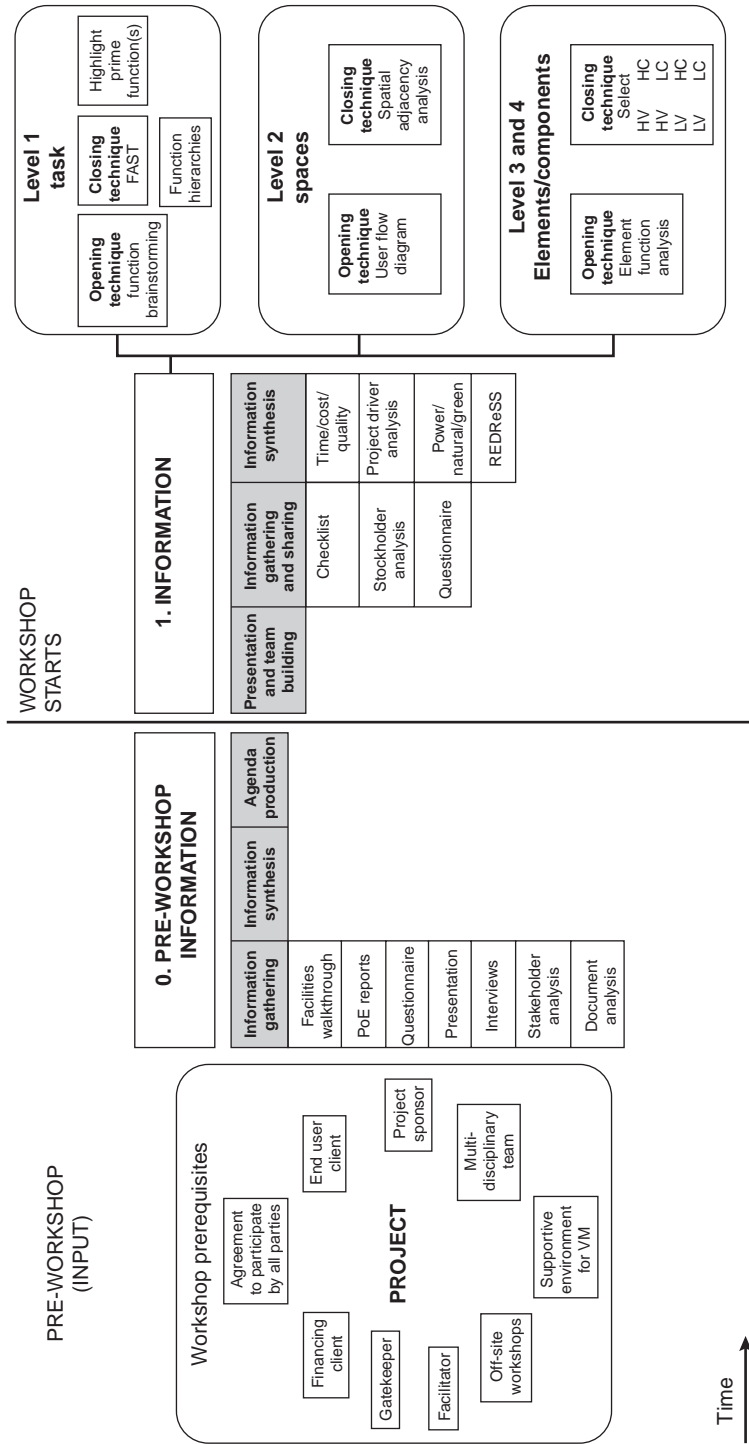 PRE-WORKSHOP
(INPUT)
Workshop prerequisites
Agreement
to participate
by all parties
Financing
client
End user
client
Gatekeeper
PROJECT
Project
sponsor
Facilitator
Multi-
disciplinary
team
Off-site
workshops
Supportive
environment
for VM
Time
0. PRE-WORKSHOP
INFORMATION
Information
gathering
Information
synthesis
Agenda
production
Facilities
walkthrough
PoE reports
Questionnaire
Presentation
Interviews
Stakeholder
analysis
Document
analysis
WORKSHOP
STARTS
1. INFORMATION
Presentation
and team
building
Information
gathering
and sharing
Information
synthesis
Checklist
Time/cost/
quality
Stockholder
analysis
Project driver
analysis
Questionnaire
Power/
natural/green
REDReSS
Level 1
task
Opening
technique
function
brainstorming
Closing
technique
FAST
Highlight
prime
function(s)
Function
hierarchies
Level 2
spaces
Opening
technique
User flow
diagram
Closing
technique
Spatial
adjacency
analysis
Level 3 and 4
Elements/components
Opening
technique
Element
function
analysis
Closing
technique
Select
HV HC
HV LC
LV HC
LV LC